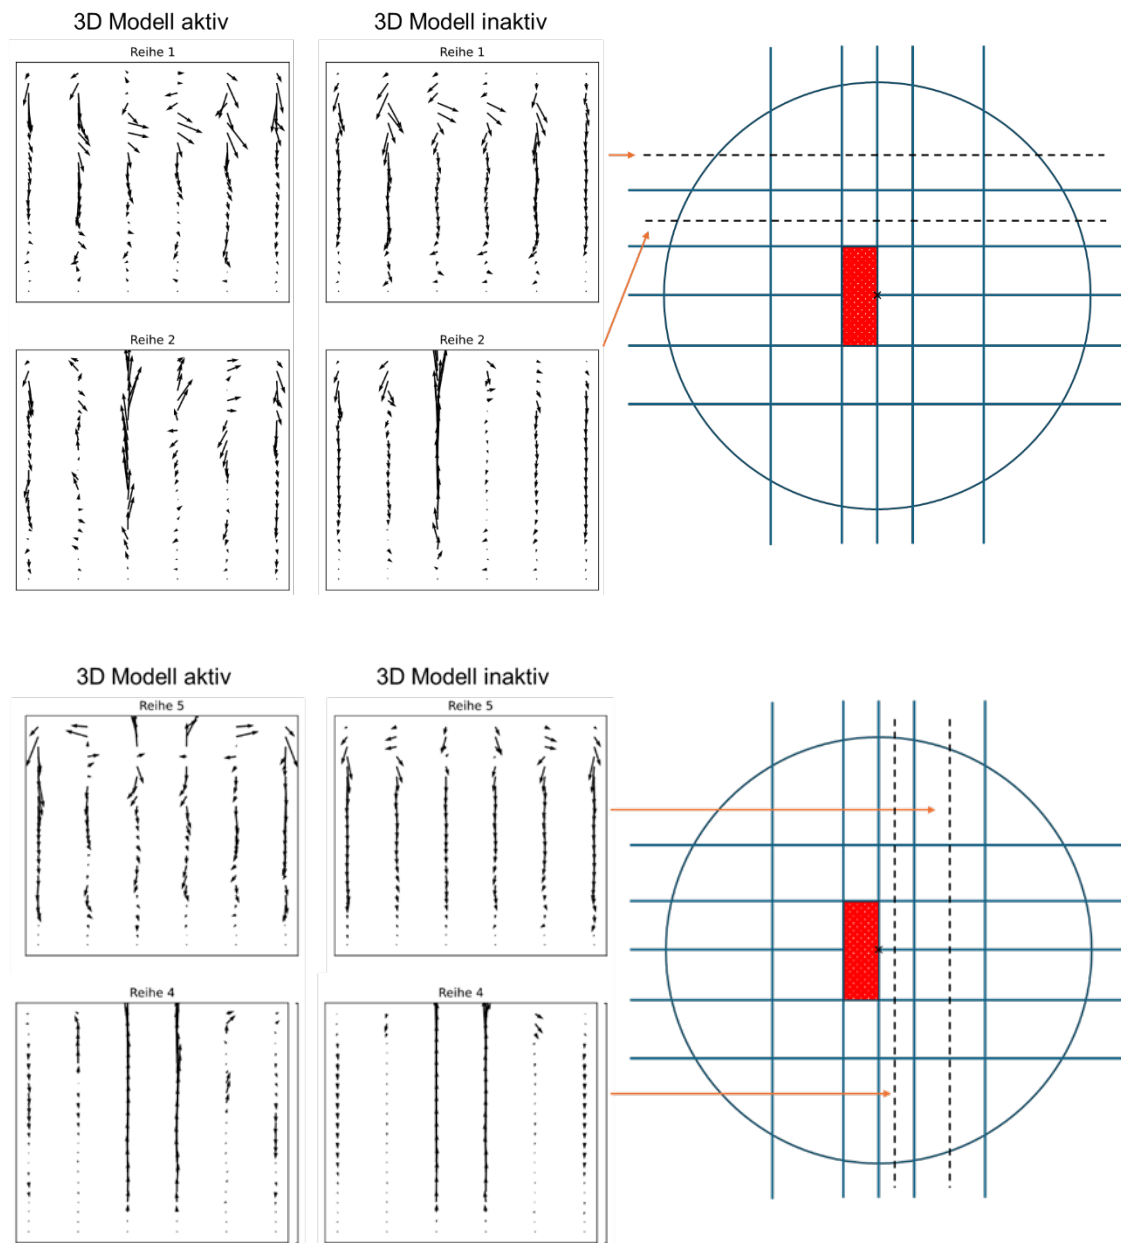 3D Modell aktiv
3D Modell inaktiv
Reihe 1
Reihe 1
Reihe 2
Reihe 2
3D Modell aktiv
3D Modell inaktiv
Reihe 5
Reihe 5
Reihe 4
Reihe 4